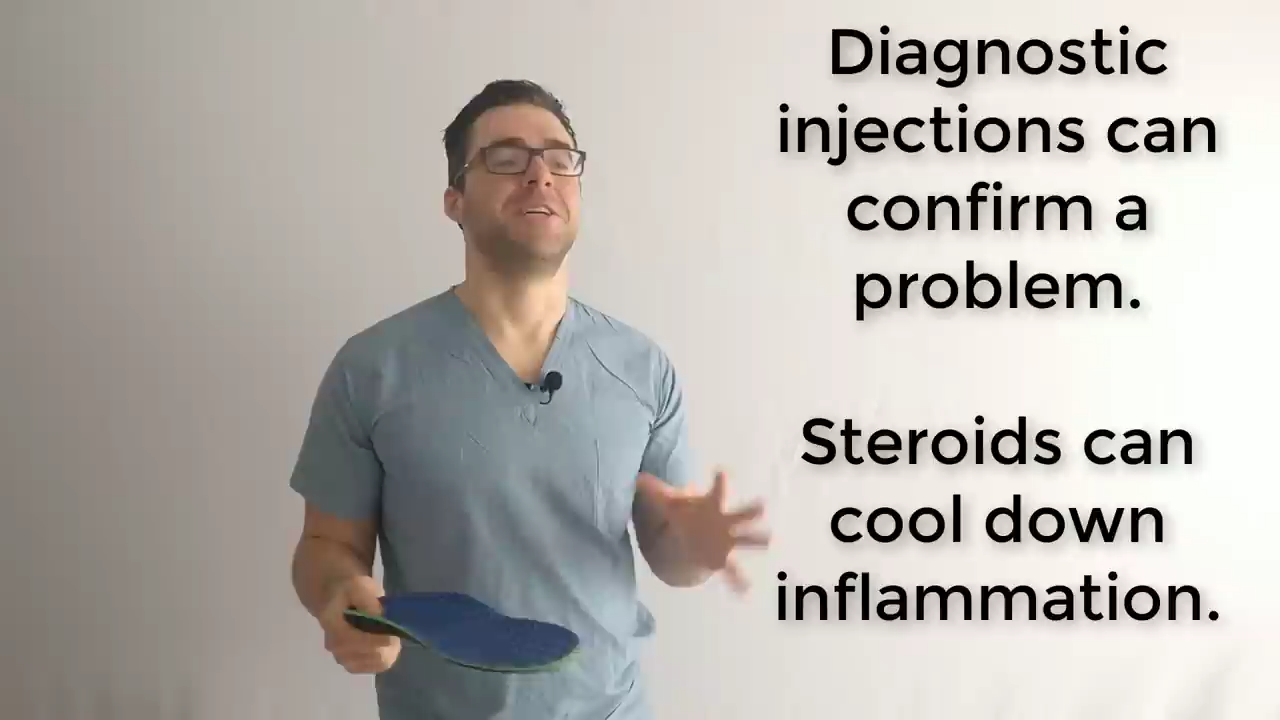 Diagnostic
injections can
confirm a
problem.
Steroids can
cool down
inflammation.